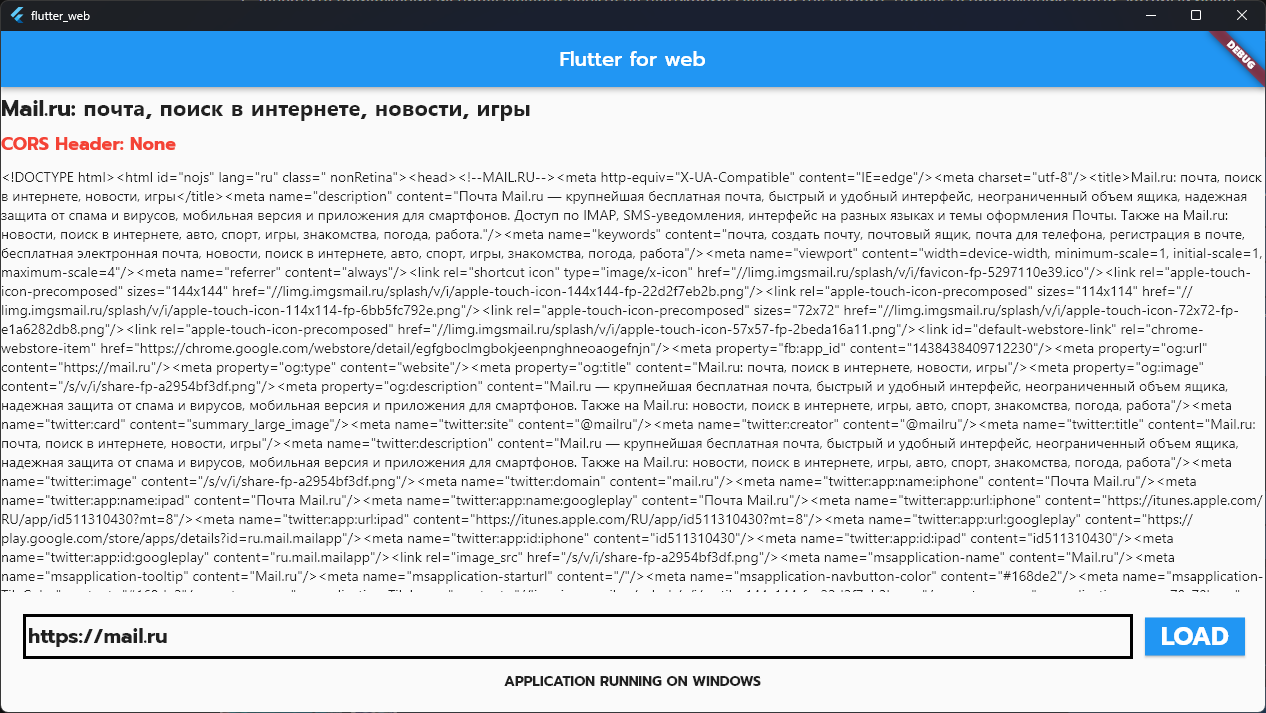 flutter_web
Flutter for web
DEBUG
Mail.ru: почта, поиск в интернете, новости, игры
CORS Header: None
<!DOCTYPE html><html id="nojs" lang="ru" class=" nonRetina"><head><!--MAIL.RU--><meta http-equiv="X-UA-Compatible" content="IE=edge"/><meta charset="utf-8"/><title>Mail.ru: почта, поиск
в интернете, новости, игры</title><meta name="description" content="Почта Mail.ru — крупнейшая бесплатная почта, быстрый и удобный интерфейс, неограниченный объем ящика, надежная
защита от спама и вирусов, мобильная версия и приложения для смартфонов. Доступ по IMAP, SMS-уведомления, интерфейс на разных языках и темы оформления Почты. Также на Mail.ru:
новости, поиск в интернете, авто, спорт, игры, знакомства, погода, работа."/><meta name="keywords" content="почта, создать почту, почтовый ящик, почта для телефона, регистрация в почте,
бесплатная электронная почта, новости, поиск в интернете, авто, спорт, игры, знакомства, погода, работа"/><meta name="viewport" content="width=device-width, minimum-scale=1, initial-scale=1,
maximum-scale=4"/><meta name="referrer" content="always"/><link rel="shortcut icon" type="image/x-icon" href="//limg.imgsmail.ru/splash/v/i/favicon-fp-5297110e39.ico"/><link rel="apple-touch-
icon-precomposed" sizes="144x144" href="//limg.imgsmail.ru/splash/v/i/apple-touch-icon-144x144-fp-22d2f7eb2b.png"/><link rel="apple-touch-icon-precomposed" sizes="114x114" href="//
limg.imgsmail.ru/splash/v/i/apple-touch-icon-114x114-fp-6bb5fc792e.png"/><link rel="apple-touch-icon-precomposed" sizes="72x72" href="//limg.imgsmail.ru/splash/v/i/apple-touch-icon-72x72-fp-
e1a6282db8.png"/><link rel="apple-touch-icon-precomposed" href="//limg.imgsmail.ru/splash/v/i/apple-touch-icon-57x57-fp-2beda16a11.png"/><link id="default-webstore-link" rel="chrome-
webstore-item" href="https://chrome.google.com/webstore/detail/egfgboclmgbokjeenpnghneoaogefnjn"/><meta property="fb:app_id" content="1438438409712230"/><meta property="og:url"
content="https://mail.ru"/><meta property="og:type" content="website"/><meta property="og:title" content="Mail.ru: почта, поиск в интернете, новости, игры"/><meta property="og:image"
content="/s/v/i/share-fp-a2954bf3df.png"/><meta property="og:description" content="Mail.ru — крупнейшая бесплатная почта, быстрый и удобный интерфейс, неограниченный объем ящика,
надежная защита от спама и вирусов, мобильная версия и приложения для смартфонов. Также на Mail.ru: новости, поиск в интернете, игры, авто, спорт, знакомства, погода, работа"/><meta
name="twitter:card" content="summary_large_image"/><meta name="twitter:site" content="@mailru"/><meta name="twitter:creator" content="@mailru"/><meta name="twitter:title" content="Mail.ru:
почта, поиск в интернете, новости, игры"/><meta name="twitter:description" content="Mail.ru — крупнейшая бесплатная почта, быстрый и удобный интерфейс, неограниченный объем ящика,
надежная защита от спама и вирусов, мобильная версия и приложения для смартфонов. Также на Mail.ru: новости, поиск в интернете, игры, авто, спорт, знакомства, погода, работа"/><meta
name="twitter:image" content="/s/v/i/share-fp-a2954bf3df.png"/><meta name="twitter:domain" content="mail.ru"/><meta name="twitter:app:name:iphone" content="Почта Mail.ru"/><meta
name="twitter:app:name:ipad" content="Почта Mail.ru"/><meta name="twitter:app:name:googleplay" content="Почта Mail.ru"/><meta name="twitter:app:url:iphone" content="https://itunes.apple.com/
RU/app/id511310430?mt=8"/><meta name="twitter:app:url:ipad" content="https://itunes.apple.com/RU/app/id511310430?mt=8"/><meta name="twitter:app:url:googleplay" content="https://
play.google.com/store/apps/details?id=ru.mail.mailapp"/><meta name="twitter:app:id:iphone" content="id511310430"/><meta name="twitter:app:id:ipad" content="id511310430"/><meta
name="twitter:app:id:googleplay" content="ru.mail.mailapp"/><link rel="image_src" href="/s/v/i/share-fp-a2954bf3df.png"/><meta name="msapplication-name" content="Mail.ru"/><meta
name="msapplication-tooltip" content="Mail.ru"/><meta name="msapplication-starturl" content="/"/><meta name="msapplication-navbutton-color" content="#168de2"/><meta name="msapplication-
https://mail.ru
LOAD
APPLICATION RUNNING ON WINDOWS